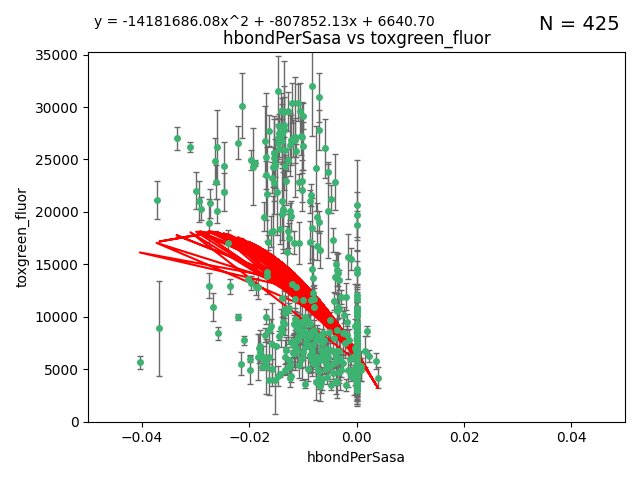 y = -14181686.08x^2 + -807852.13x + 6640.70
N = 425
hbondPerSasa vs toxgreen_fluor
35000
30000
25000
20000
15000
10000
5000
0
toxgreen_fluor
−0.04
−0.02
0.00
0.02
0.04
hbondPerSasa